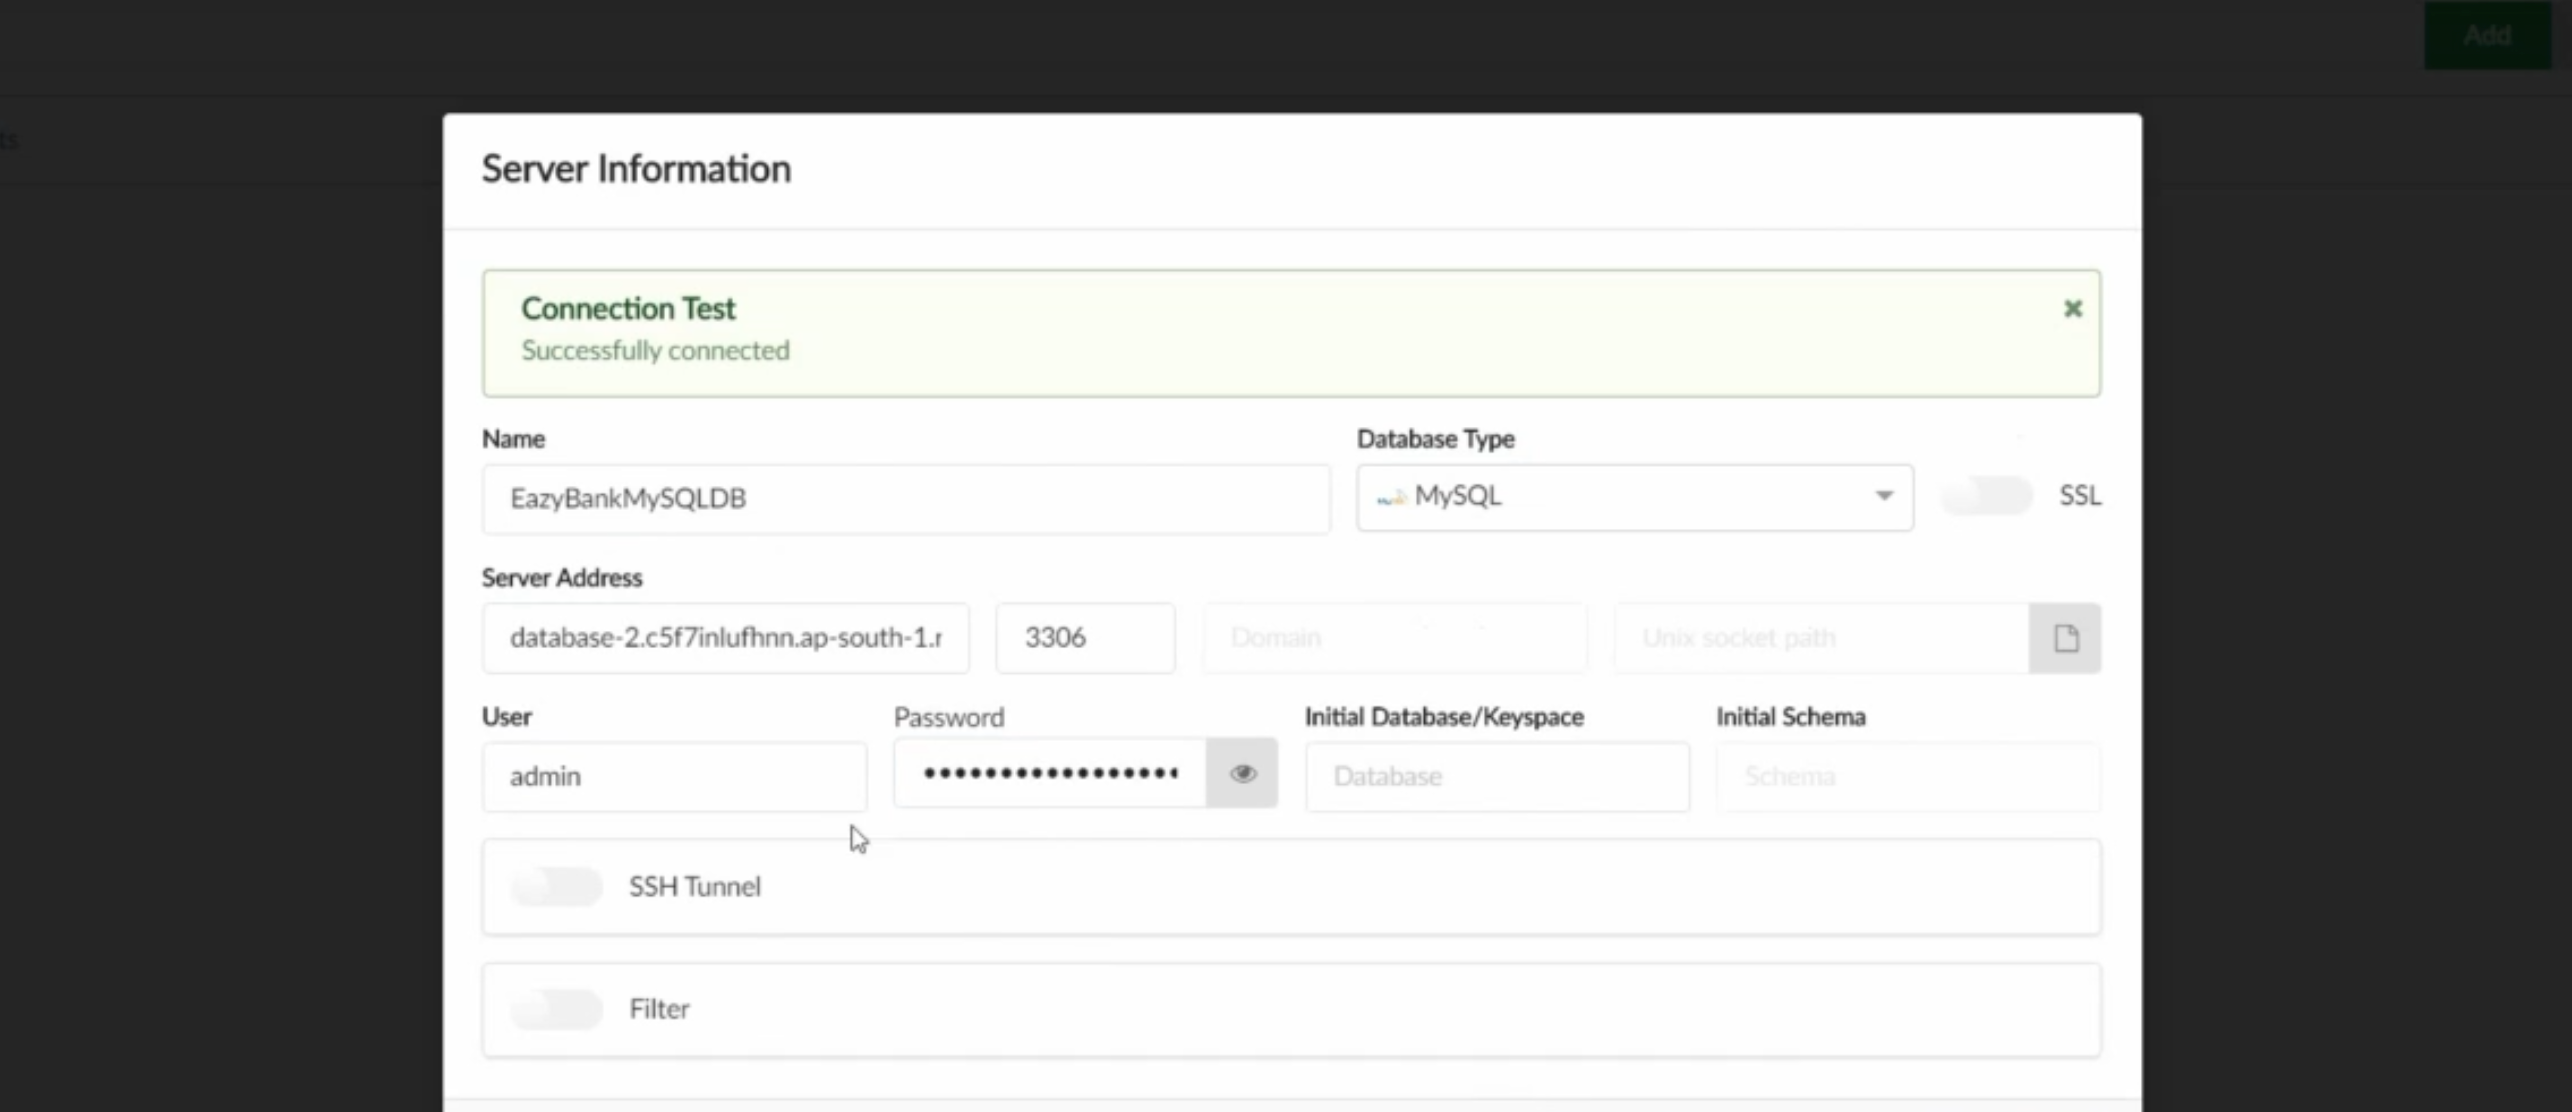 Add
ts
Server Information
Connection Test
Successfully connected
Name
Database Type
EazyBankMySQLDB
MySQL
SSL
Server Address
database-2.c5f7inlufhnn.ap-south-1.r
3306
Domain
Unix socket path
User
Password
Initial Database/Keyspace
Initial Schema
admin
Database
Schema
SSH Tunnel
Filter